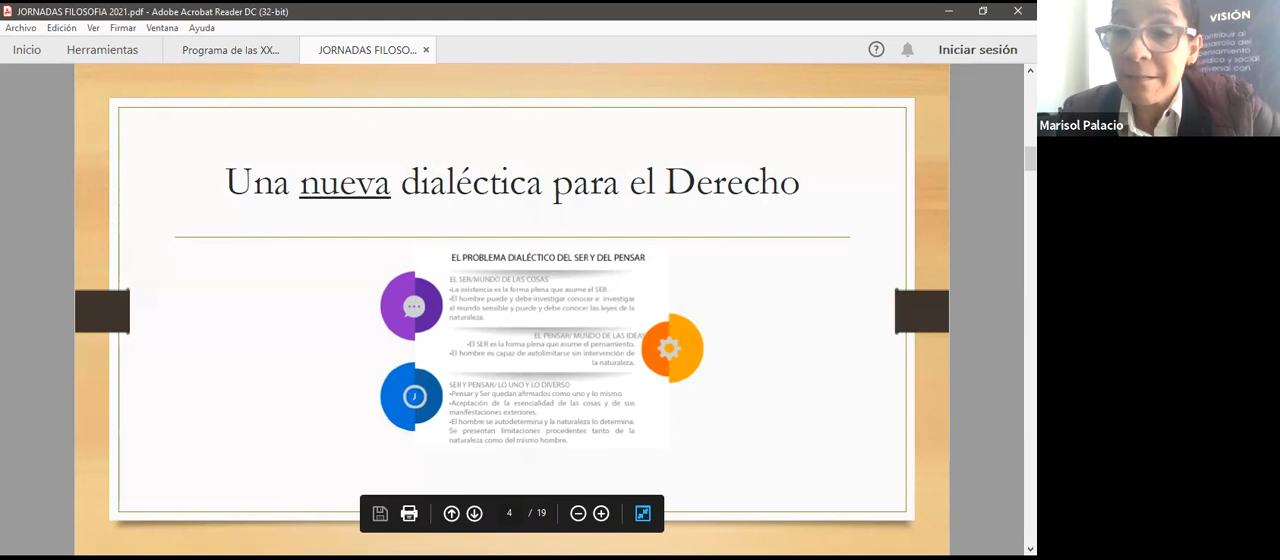 JORNADAS FILOSOFIA 2021.pdf - Adobe Acrobat Reader DC (32-bit)
Archivo Edición Ver Firmar Ventana Ayuda
Inicio Herramientas Programa de las XX... JORNADAS FILOSO... × ? Iniciar sesión
VISIÓN
social
Marisol Palacio
Una nueva dialéctica para el Derecho
EL PROBLEMA DIALÉCTICO DEL SER Y DEL PENSAR
EL SER/MUNDO DE LAS COSAS
•La existencia es la forma plena que asume el SER.
•El hombre puede y debe investigar conocer e investigar
al mundo sensible y puede y debe conocer las leyes de la
naturaleza.
EL PENSAR/ MUNDO DE LAS IDEAS
•El SER es la forma plena que asume el pensamiento.
•El hombre es capaz de autolimitarse sin intervención de
la naturaleza.
SER Y PENSAR/ LO UNO Y LO DIVERSO
•Pensar y Ser quedan afirmados como uno y lo mismo.
•Aceptación de la esencialidad de las cosas y de sus
manifestaciones exteriores.
•El hombre se autodetermina y la naturaleza lo determina.
Se presentan limitaciones procedentes tanto de la
naturaleza como del mismo hombre.
4 / 19